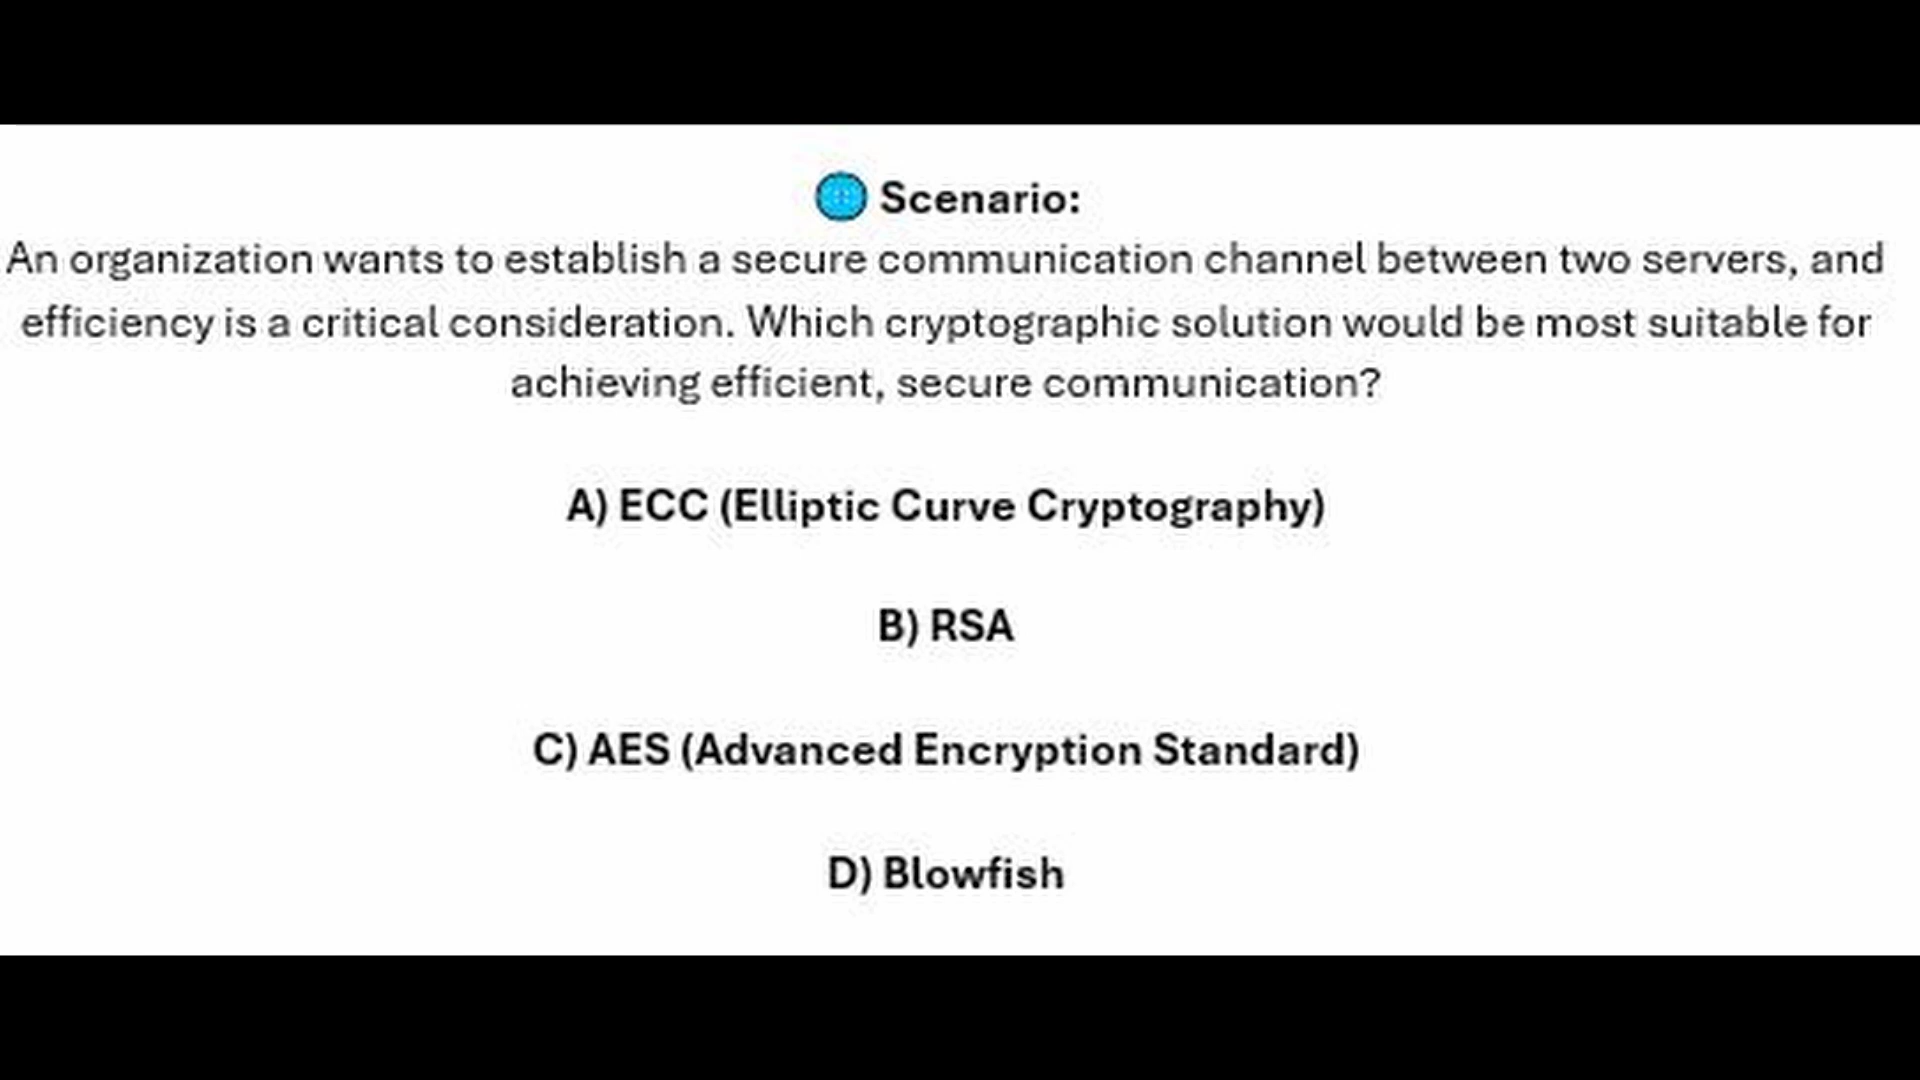 Scenario:
An organization wants to establish a secure communication channel between two servers, and
efficiency is a critical consideration. Which cryptographic solution would be most suitable for
achieving efficient, secure communication?
A) ECC (Elliptic Curve Cryptography)
B) RSA
C) AES (Advanced Encryption Standard)
D) Blowfish